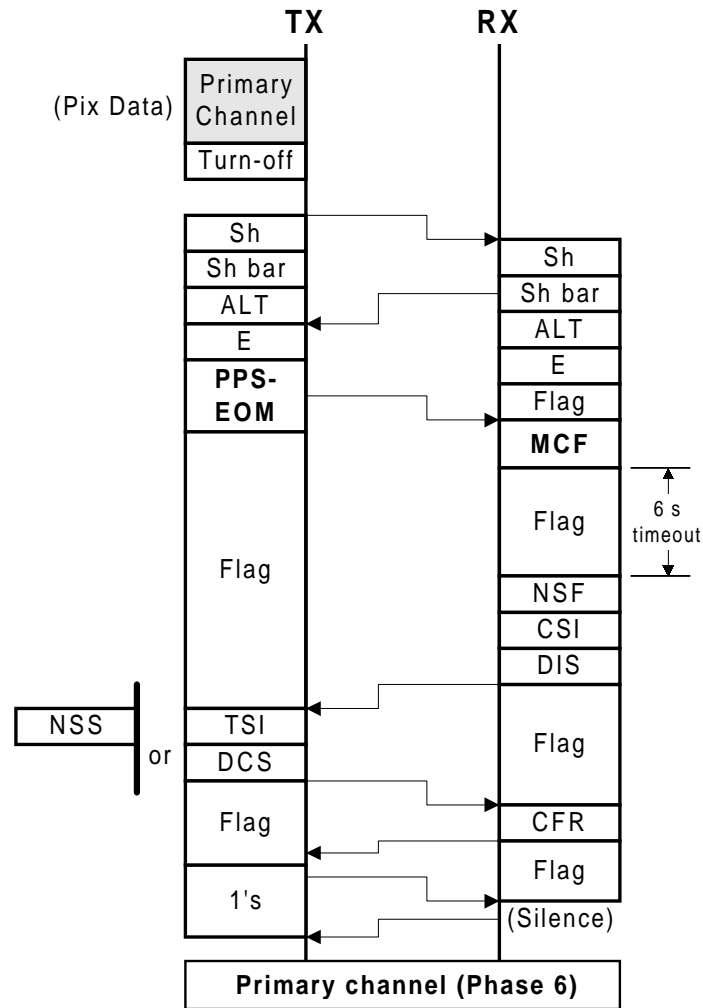 TX
RX
(Pix Data)
Primary
Channel
Turn-off
Sh
Sh bar
ALT
E
PPS-
EOM
Flag
TSI
DCS
Flag
1's
NSS
or
Sh
Sh bar
ALT
E
Flag
MCF
Flag
6 s
timeout
NSF
CSI
DIS
Flag
CFR
Flag
(Silence)
Primary channel (Phase 6)